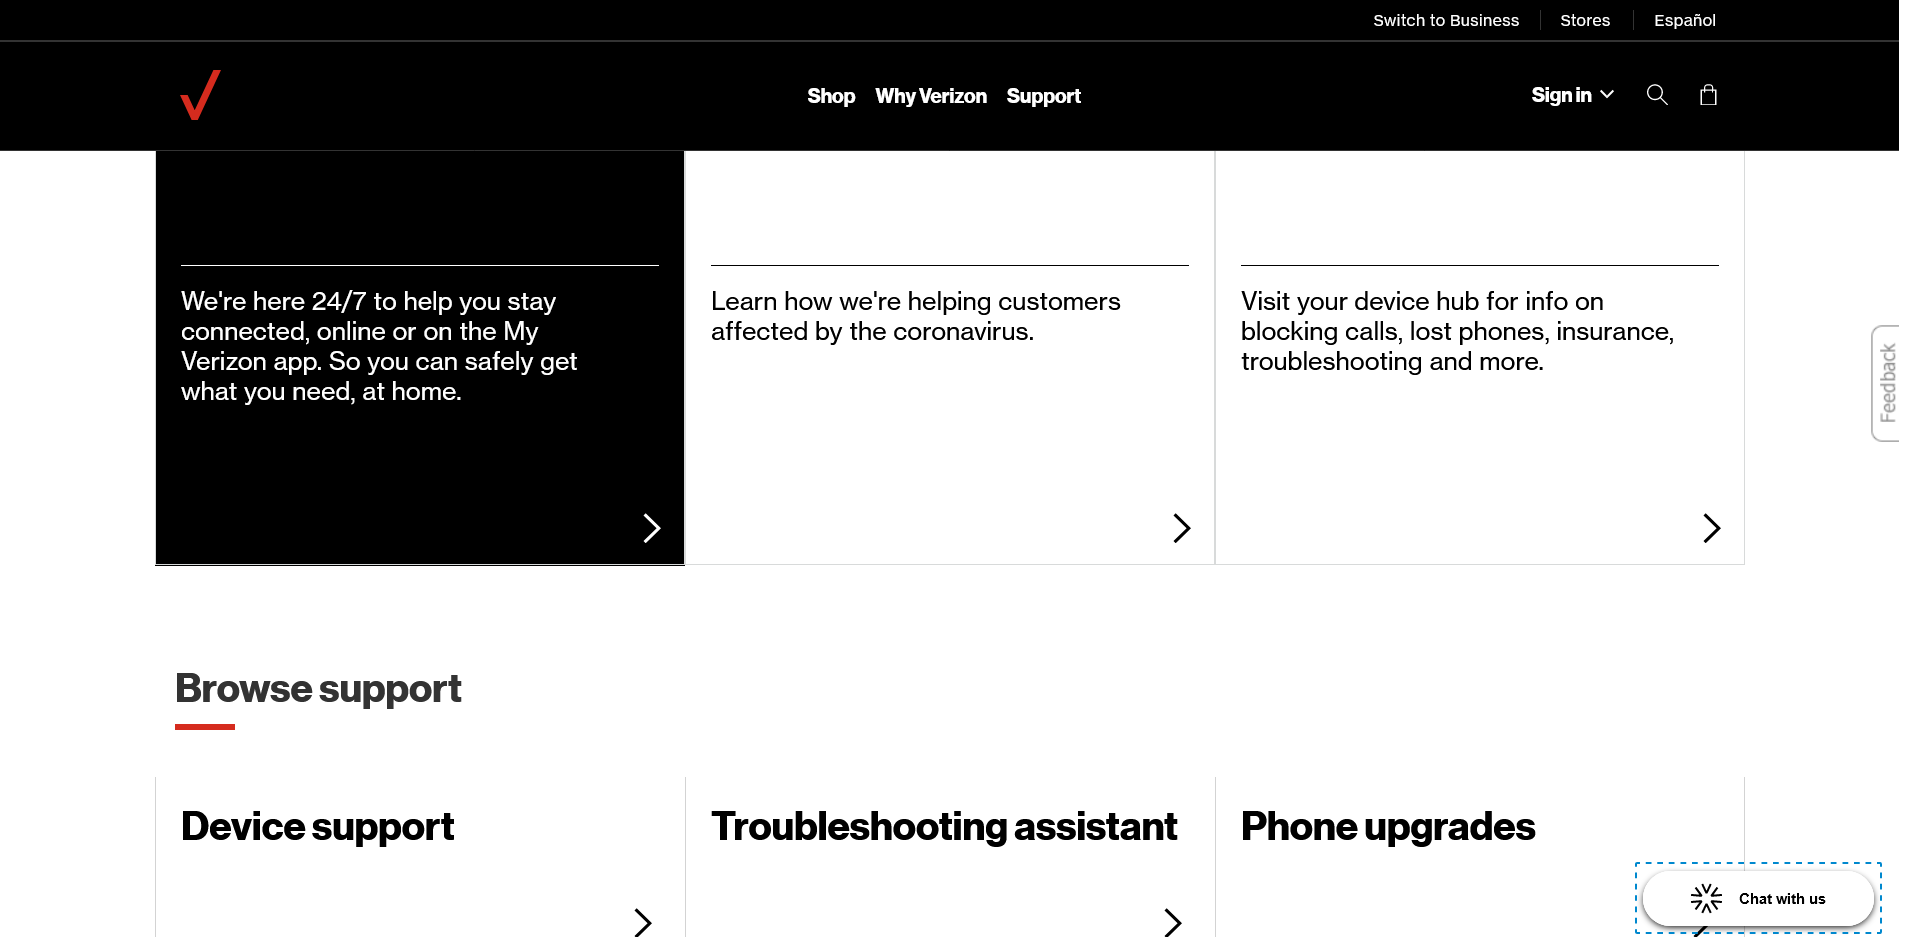 Switch to Business
Stores
Español
Shop
Why Verizon
Support
Sign in
We're here 24/7 to help you stay
connected, online or on the My
Verizon app. So you can safely get
what you need, at home.
Learn how we're helping customers
affected by the coronavirus.
Visit your device hub for info on
blocking calls, lost phones, insurance,
troubleshooting and more.
Feedback
Browse support
Device support
Troubleshooting assistant
Phone upgrades
Chat with us